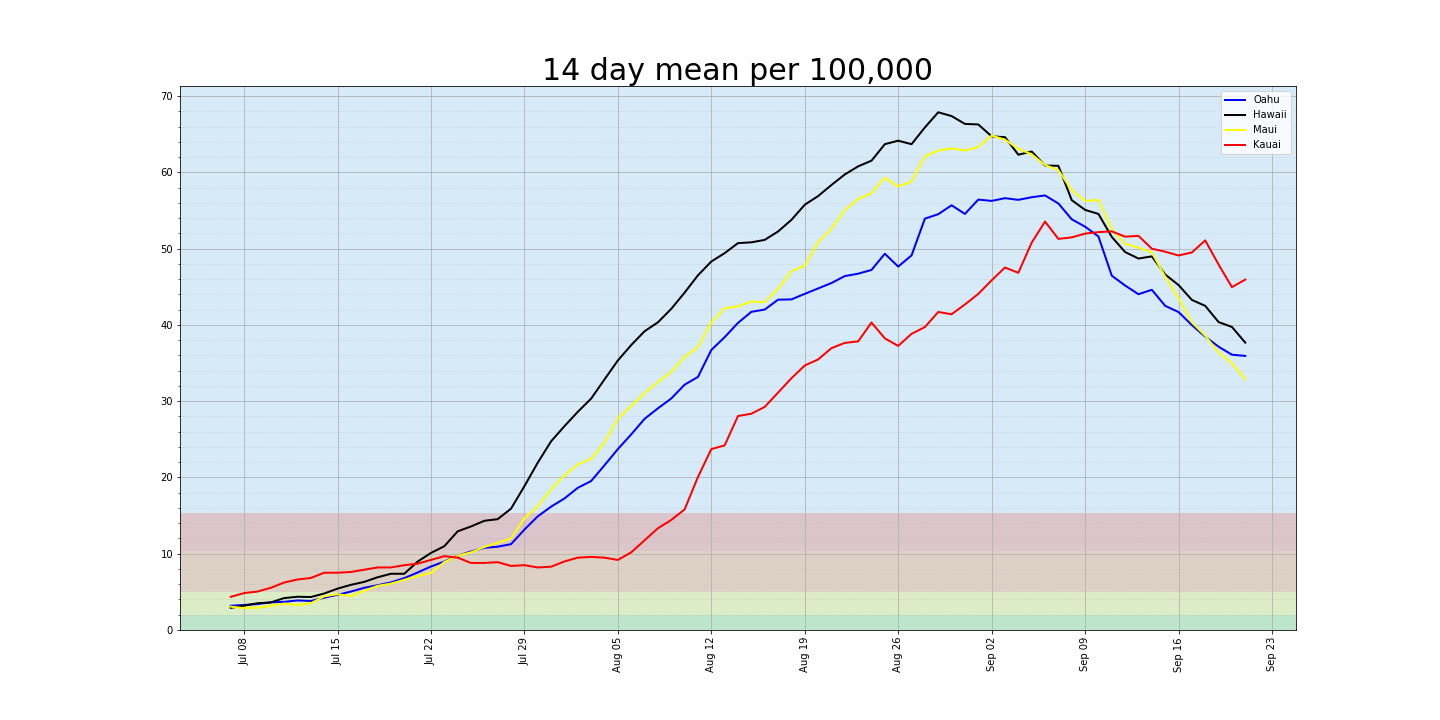 14 day mean per 100,000
Oahu
Hawaii
Maui
Kauai
70
60
50
40
30
20
10
0
Jul 08
Jul 15
Jul 22
Jul 29
Aug 05
Aug 12
Aug 19
Aug 26
Sep 02
Sep 09
Sep 16
Sep 23